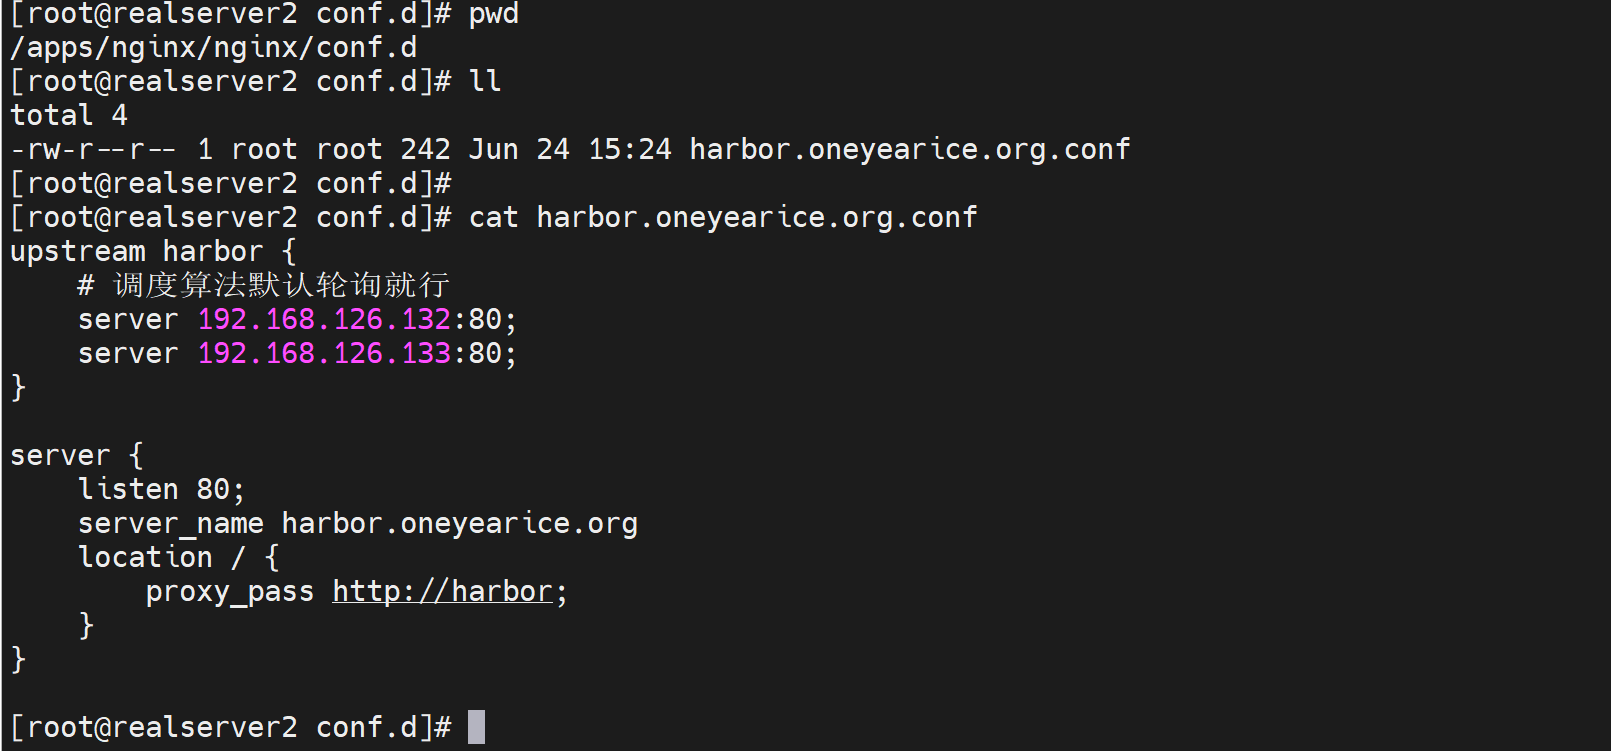 [root@realserver2 conf.d]# pwd
/apps/nginx/nginx/conf.d
[root@realserver2 conf.d]# ll
total 4
-rw-r--r-- 1 root root 242 Jun 24 15:24 harbor.oneyearice.org.conf
[root@realserver2 conf.d]#
[root@realserver2 conf.d]# cat harbor.oneyearice.org.conf
upstream harbor {
    # 调度算法默认轮询就行
    server 192.168.126.132:80;
    server 192.168.126.133:80;
}
server {
    listen 80;
    server_name harbor.oneyearice.org
    location / {
        proxy_pass http://harbor;
    }
}
[root@realserver2 conf.d]#